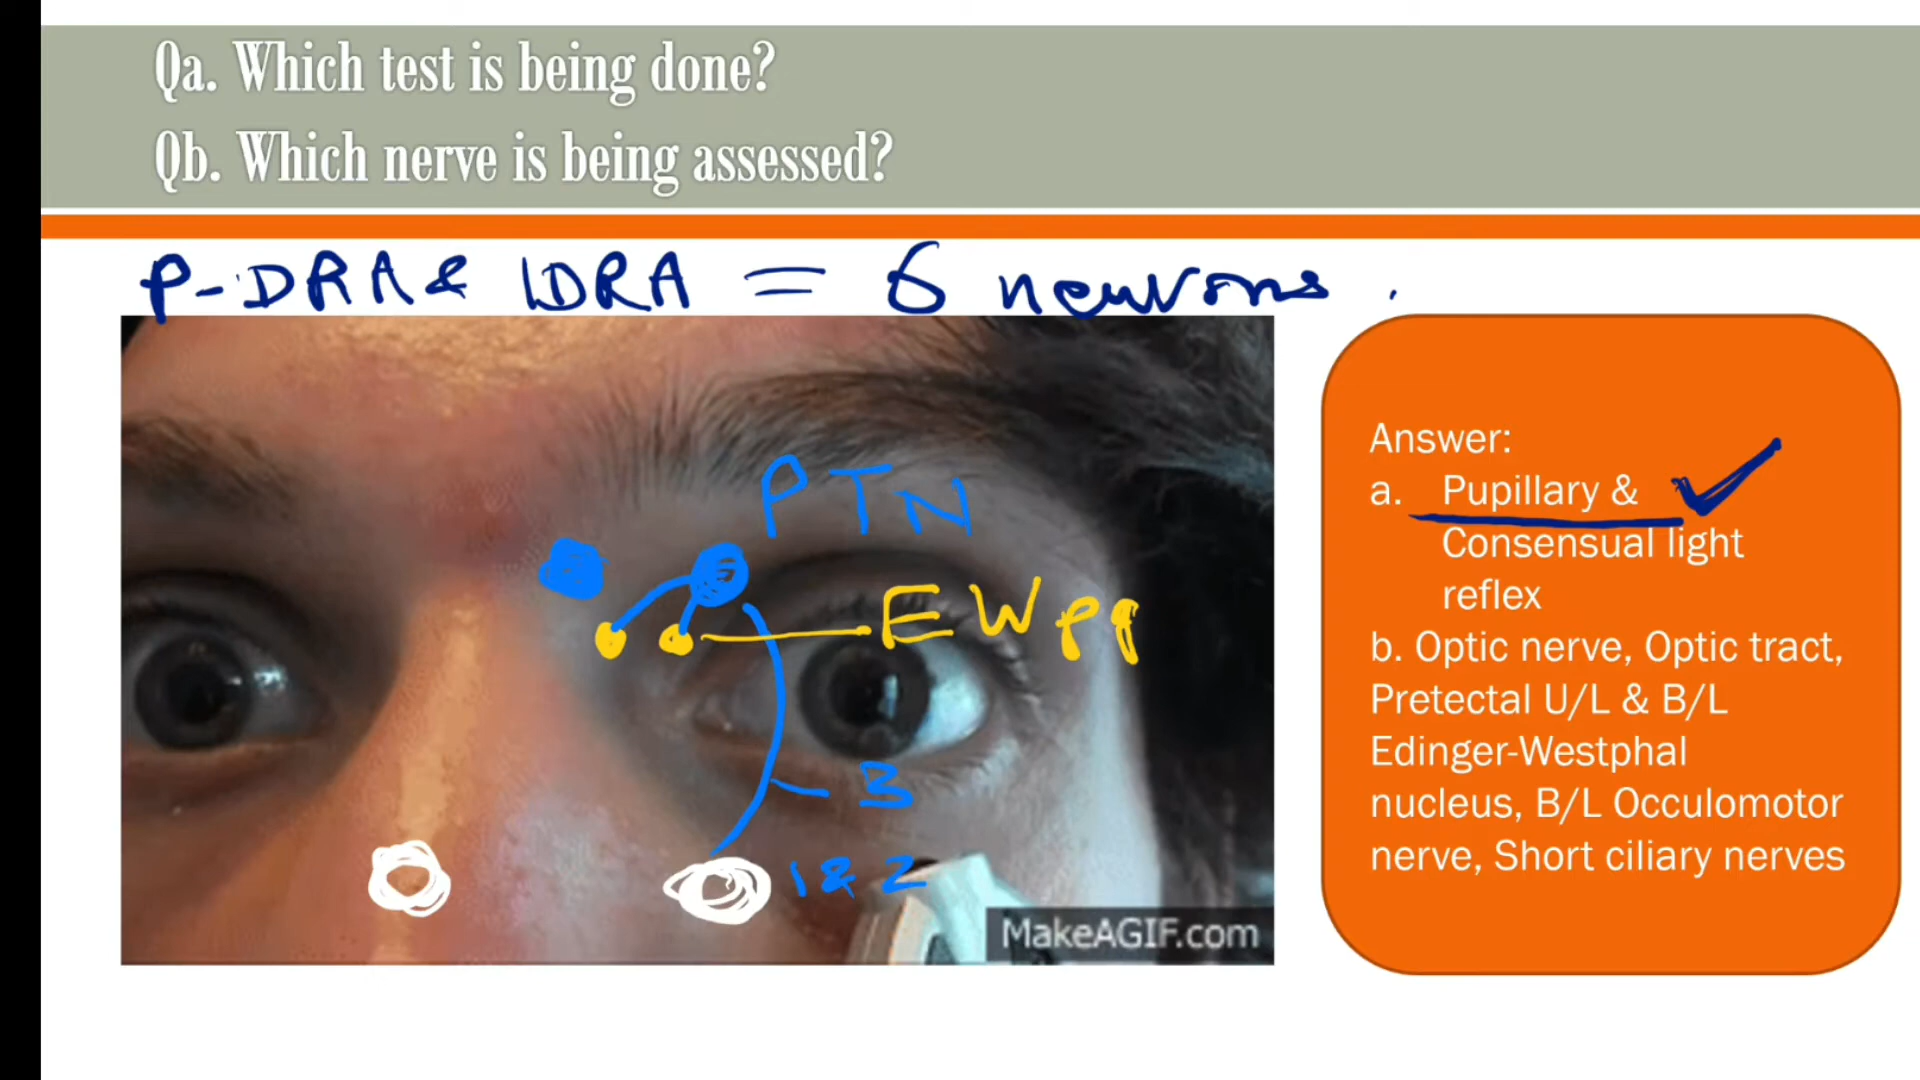 Qa. Which test is being done?
Qb. Which nerve is being assessed?
P-DRA & IDRA = 6 neurons.
PTN
EWpg
3
1 & 2
MakeAGIF.com
Answer:
a. Pupillary &
Consensual light
reflex
b. Optic nerve, Optic tract,
Pretectal U/L & B/L
Edinger-Westphal
nucleus, B/L Occulomotor
nerve, Short ciliary nerves